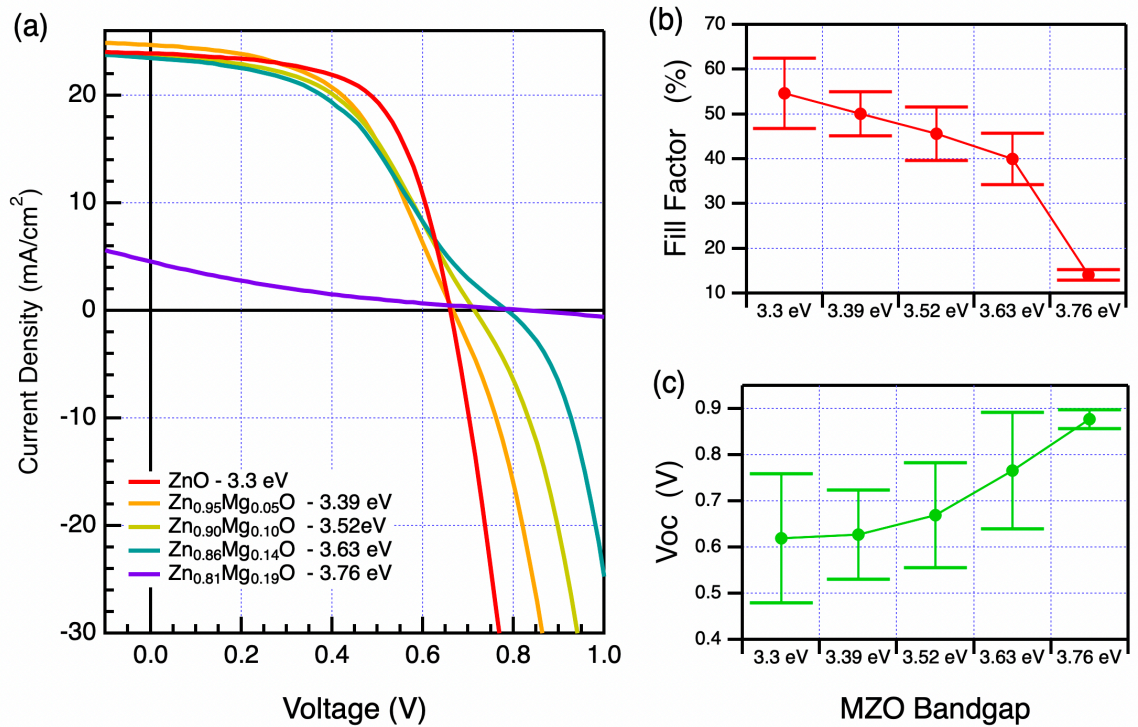 (a)
Current Density (mA/cm²)
20
10
0
-10
-20
-30
ZnO - 3.3 eV
Zn₀.₉₅Mg₀.₀₅O - 3.39 eV
Zn₀.₉₀Mg₀.₁₀O - 3.52eV
Zn₀.₈₆Mg₀.₁₄O - 3.63 eV
Zn₀.₈₁Mg₀.₁₉O - 3.76 eV
0.0 0.2 0.4 0.6 0.8 1.0
Voltage (V)
(b)
Fill Factor (%)
70
60
50
40
30
20
10
3.3 eV 3.39 eV 3.52 eV 3.63 eV 3.76 eV
(c)
Voc (V)
0.9
0.8
0.7
0.6
0.5
0.4
3.3 eV 3.39 eV 3.52 eV 3.63 eV 3.76 eV
MZO Bandgap